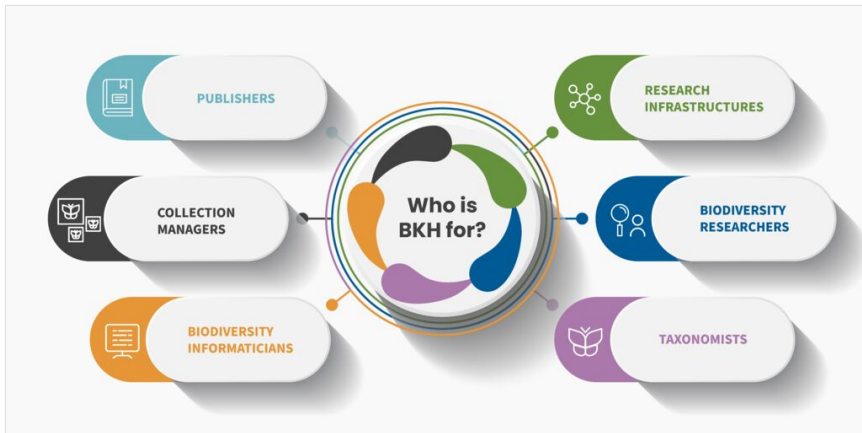 PUBLISHERS
COLLECTION
MANAGERS
BIODIVERSITY
INFORMATICIANS
Who is
BKH for?
RESEARCH
INFRASTRUCTURES
BIODIVERSITY
RESEARCHERS
TAXONOMISTS